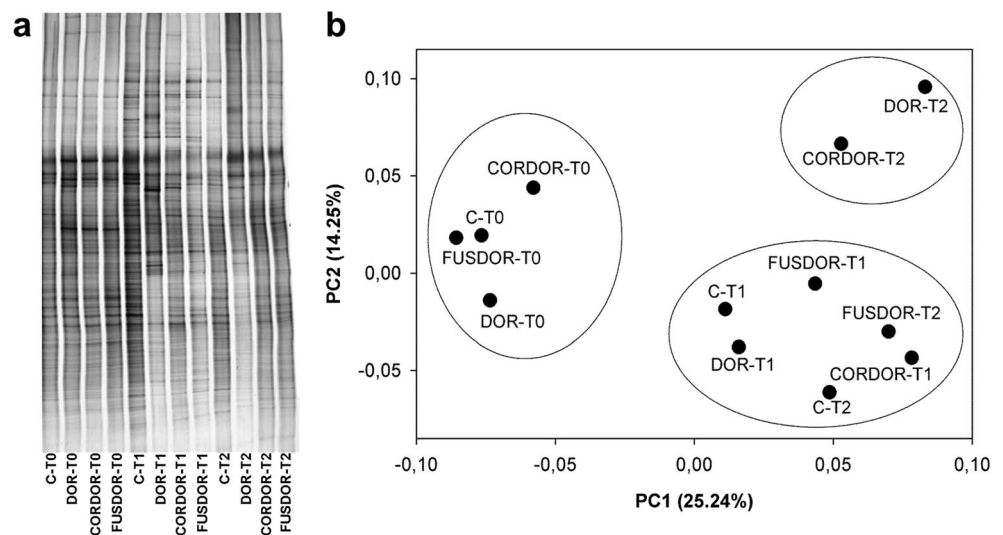 a
C-T0
DOR-T0
CORDOR-T0
FUSDOR-T0
C-T1
DOR-T1
CORDOR-T1
FUSDOR-T1
C-T2
DOR-T2
CORDOR-T2
FUSDOR-T2
b
PC2 (14.25%)
0,10
0,05
0,00
-0,05
DOR-T2
CORDOR-T2
CORDOR-T0
C-T0
FUSDOR-T0
DOR-T0
FUSDOR-T1
C-T1
FUSDOR-T2
DOR-T1
CORDOR-T1
C-T2
-0,10
-0,05
0,00
0,05
0,10
PC1 (25.24%)